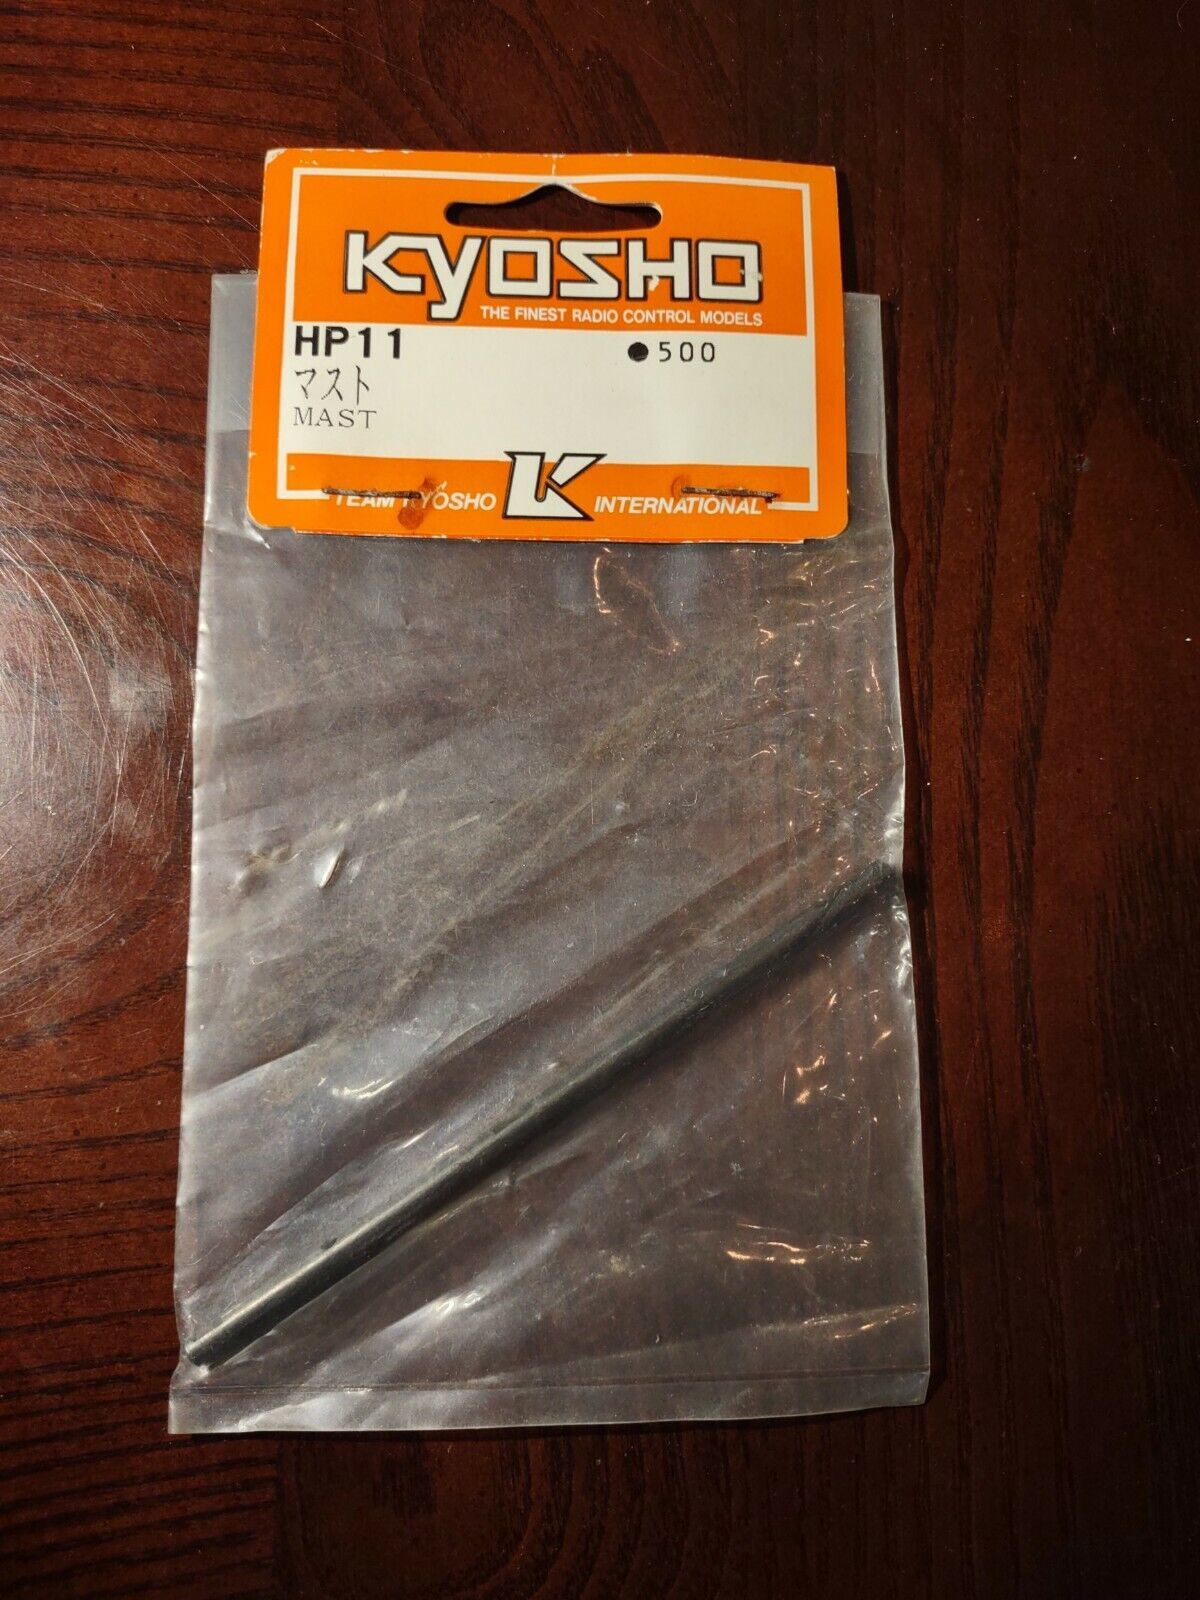 KYOSHO
THE FINEST RADIO CONTROL MODELS
HP11 ●500
マスト
MAST
TEAM KYOSHO K INTERNATIONAL